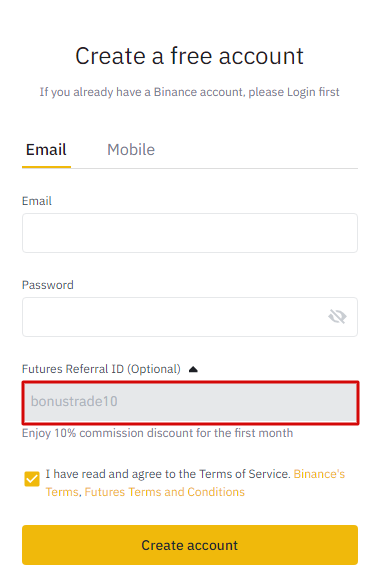 Create a free account
If you already have a Binance account, please Login first
Email
Mobile
Email
Password
Futures Referral ID (Optional)
bonustrade10
Enjoy 10% commission discount for the first month
I have read and agree to the Terms of Service. Binance's
Terms, Futures Terms and Conditions
Create account